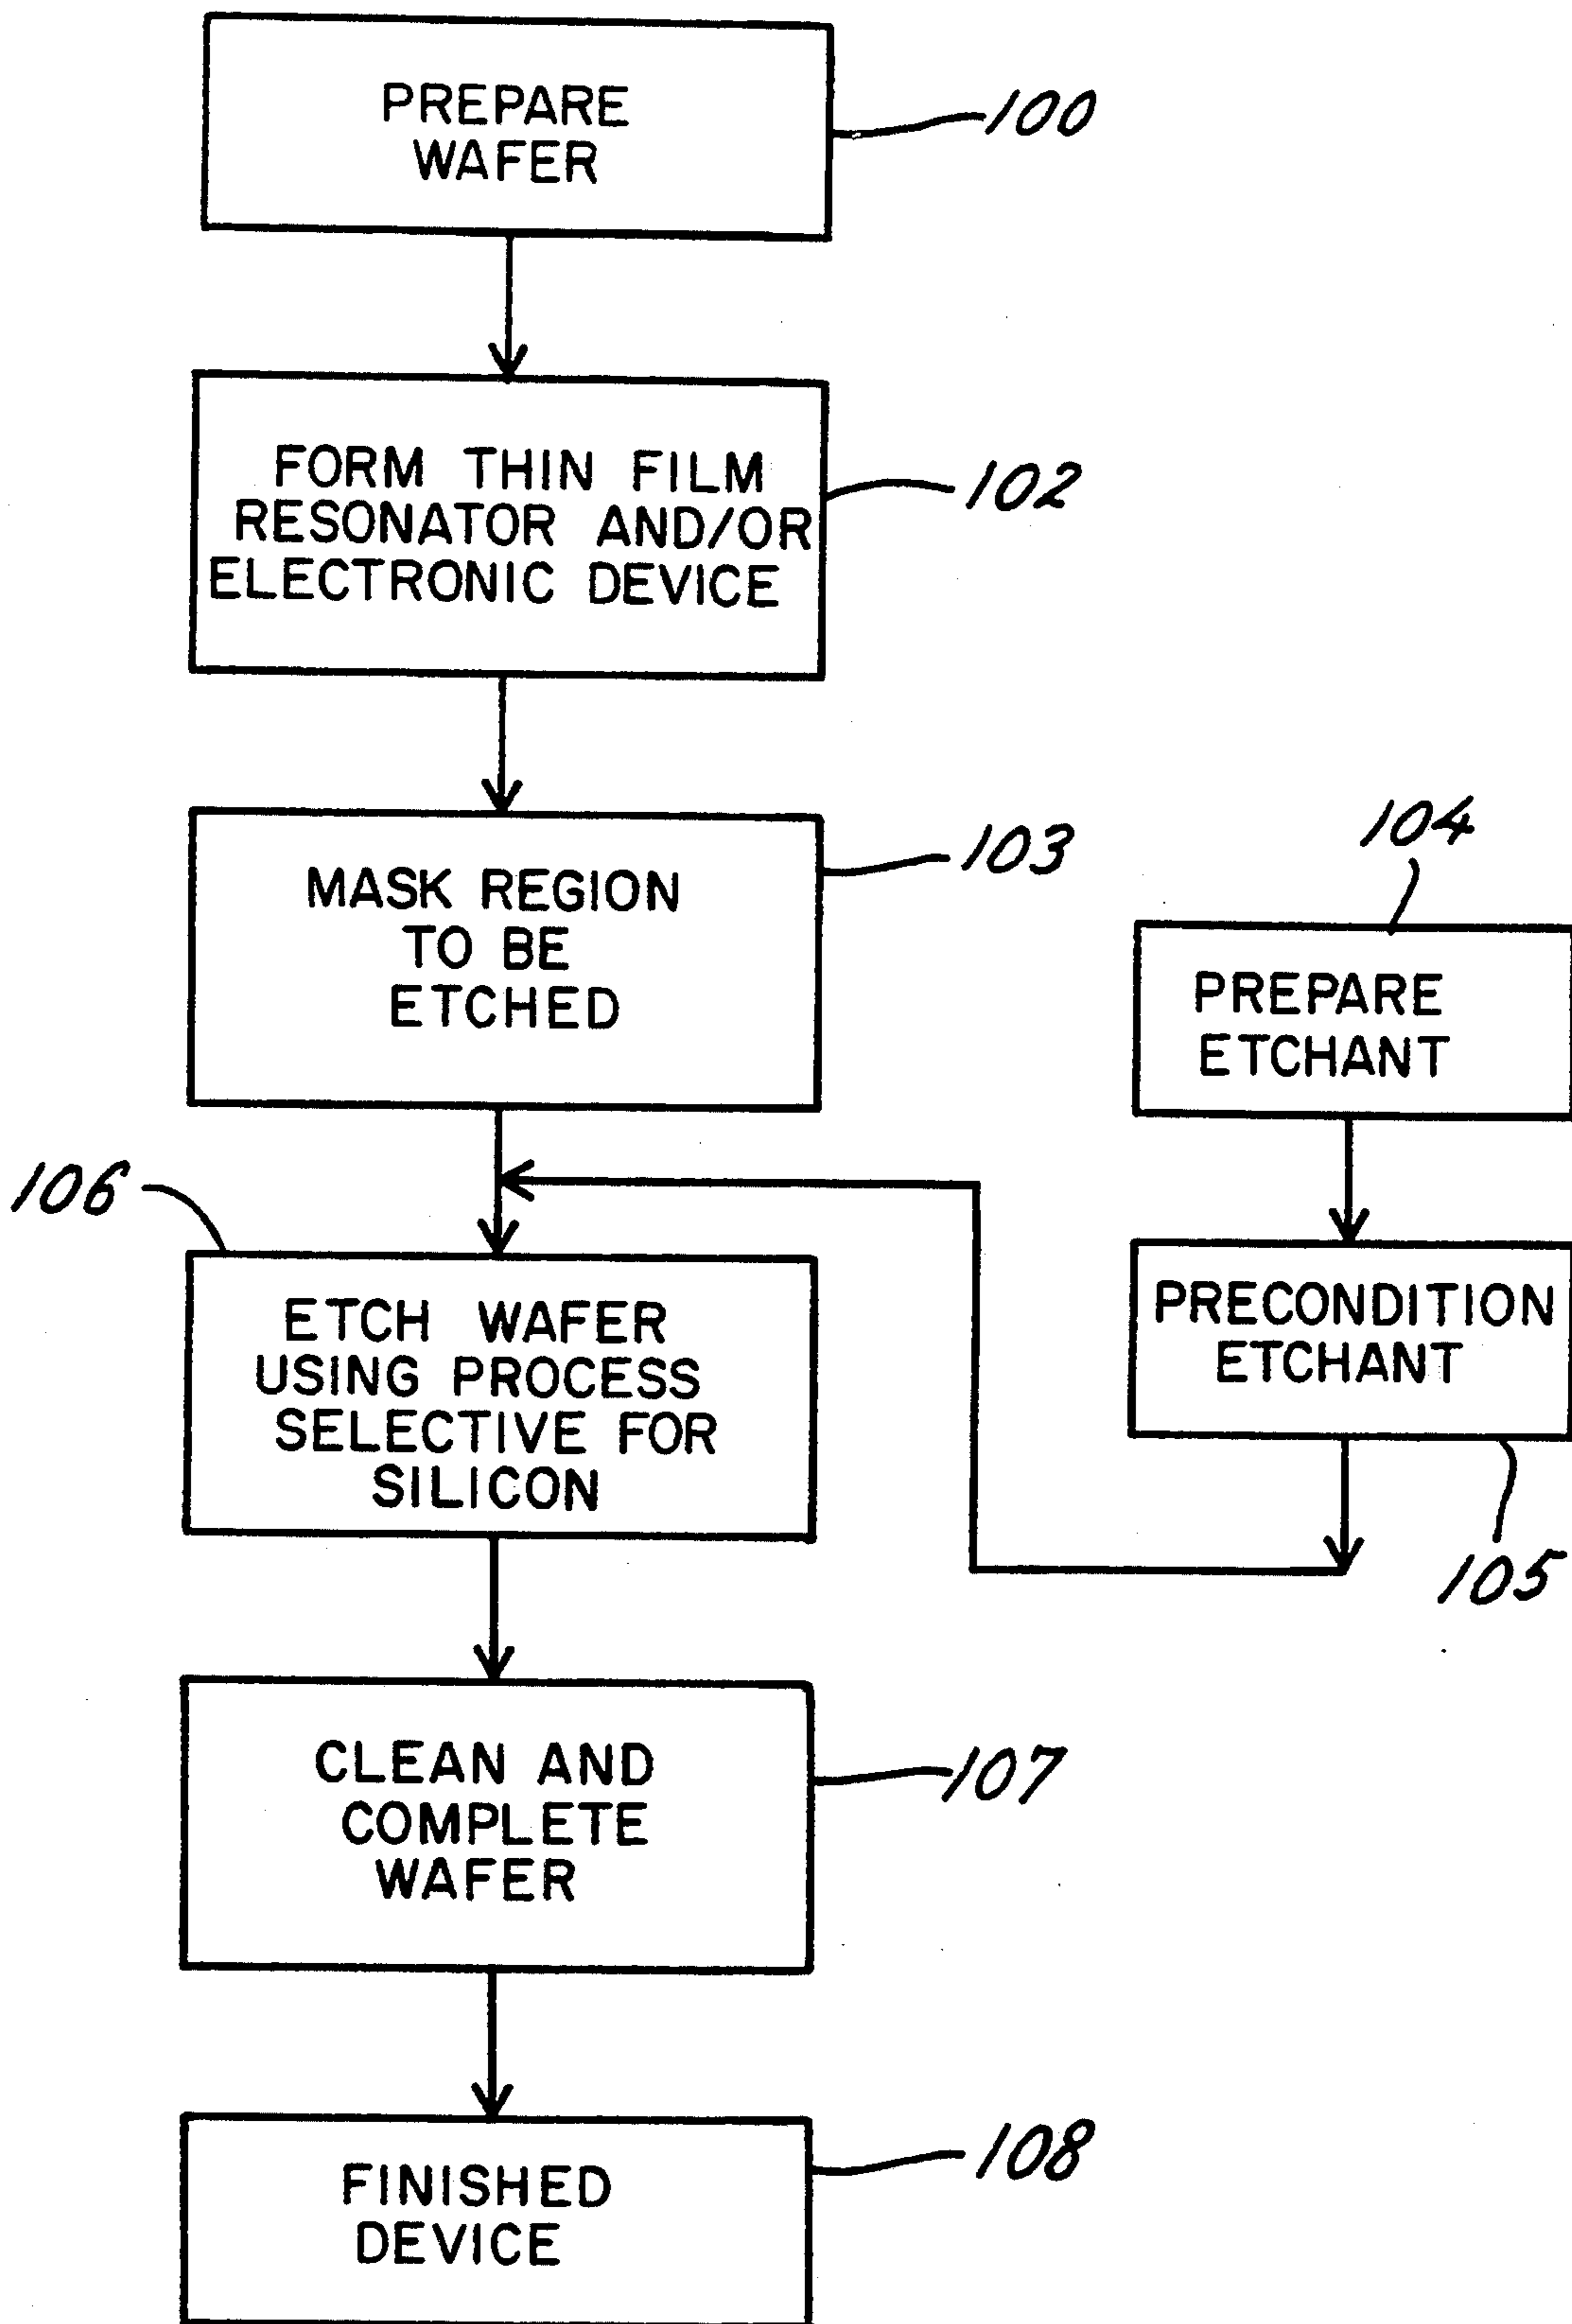 PREPARE
WAFER
100
FORM THIN FILM
RESONATOR AND/OR
ELECTRONIC DEVICE
102
MASK REGION
TO BE
ETCHED
103
104
PREPARE
ETCHANT
PRECONDITION
ETCHANT
105
106
ETCH WAFER
USING PROCESS
SELECTIVE FOR
SILICON
CLEAN AND
COMPLETE
WAFER
107
FINISHED
DEVICE
108